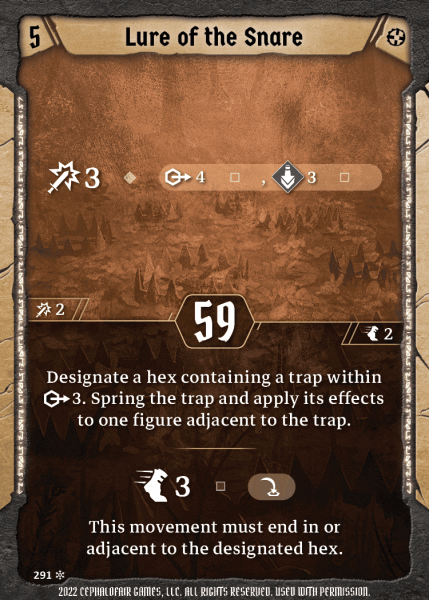 5 Lure of the Snare
3 4 , 3
2
59
2
Designate a hex containing a trap within
3. Spring the trap and apply its effects
to one figure adjacent to the trap.
3
This movement must end in or
adjacent to the designated hex.
291
2022 CEPHALOFAIR GAMES, LLC. ALL RIGHTS RESERVED. USED WITH PERMISSION.